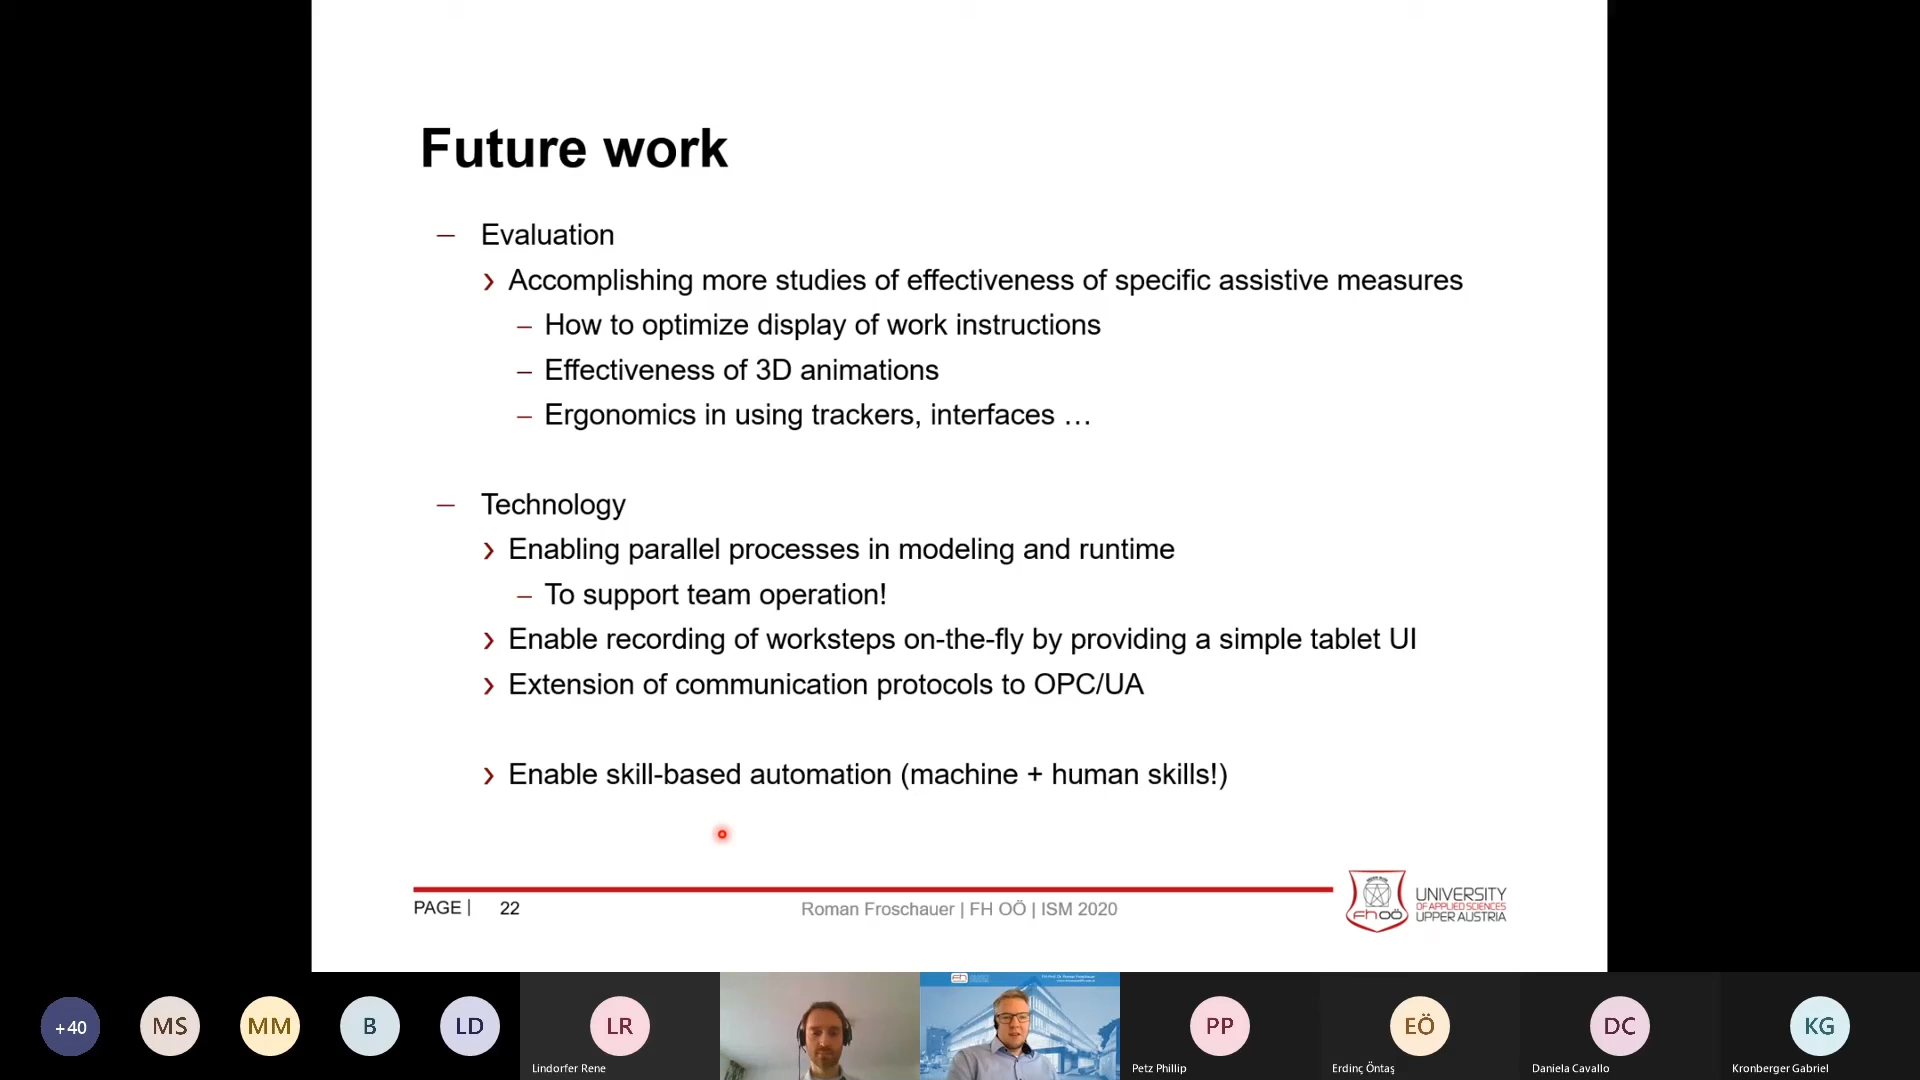 Future work
– Evaluation
› Accomplishing more studies of effectiveness of specific assistive measures
– How to optimize display of work instructions
– Effectiveness of 3D animations
– Ergonomics in using trackers, interfaces …
– Technology
› Enabling parallel processes in modeling and runtime
– To support team operation!
› Enable recording of worksteps on-the-fly by providing a simple tablet UI
› Extension of communication protocols to OPC/UA
› Enable skill-based automation (machine + human skills!)
PAGE | 22
Roman Froschauer | FH OÖ | ISM 2020
fh oö
UNIVERSITY
OF APPLIED SCIENCES
UPPER AUSTRIA
+40
MS
MM
B
LD
LR
Lindorfer Rene
PP
Petz Phillip
EÖ
Erdinç Öntaş
DC
Daniela Cavallo
KG
Kronberger Gabriel